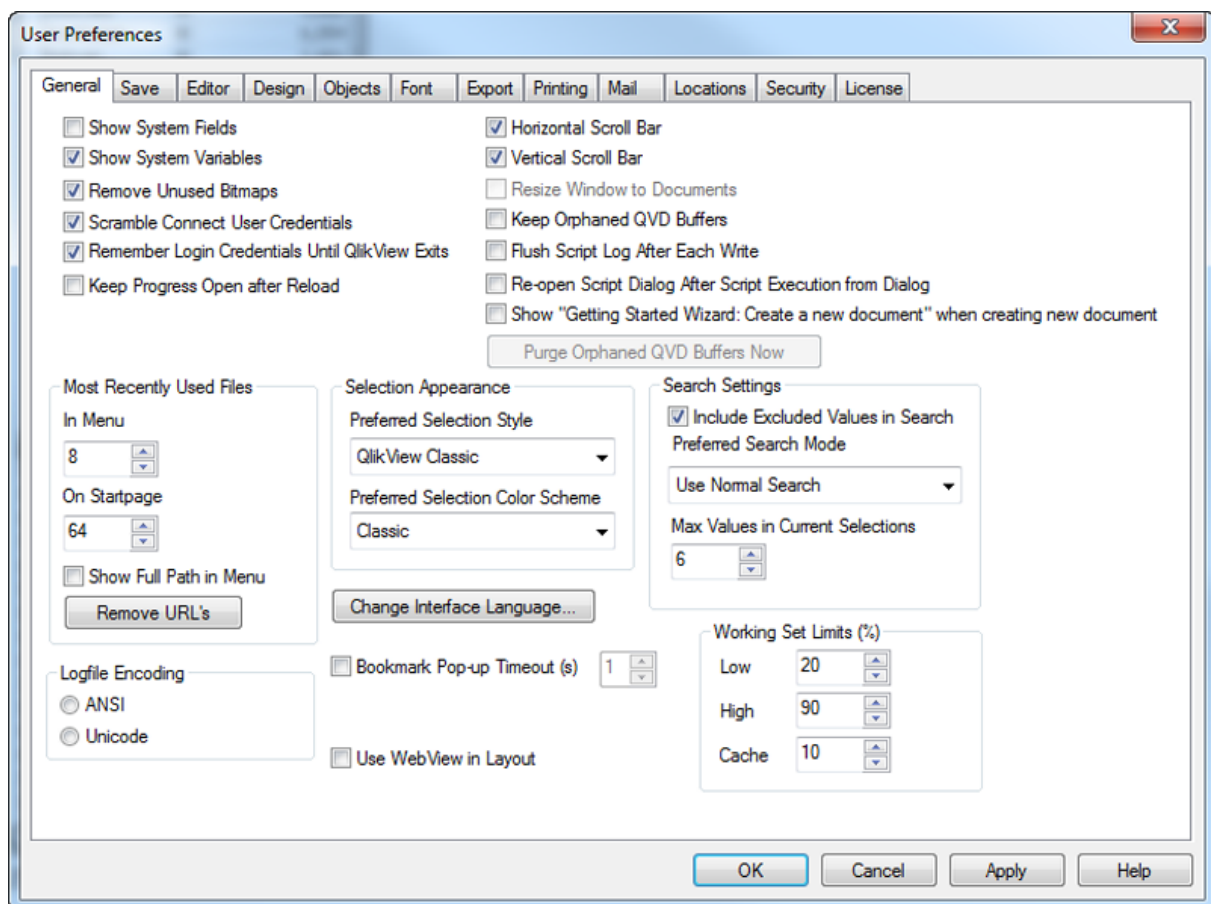 User Preferences
General Save Editor Design Objects Font Export Printing Mail Locations Security License
Show System Fields
Show System Variables
Remove Unused Bitmaps
Scramble Connect User Credentials
Remember Login Credentials Until QlikView Exits
Keep Progress Open after Reload
Horizontal Scroll Bar
Vertical Scroll Bar
Resize Window to Documents
Keep Orphaned QVD Buffers
Flush Script Log After Each Write
Re-open Script Dialog After Script Execution from Dialog
Show "Getting Started Wizard: Create a new document" when creating new document
Purge Orphaned QVD Buffers Now
Most Recently Used Files
In Menu
8
On Startpage
64
Show Full Path in Menu
Remove URL's
Selection Appearance
Preferred Selection Style
QlikView Classic
Preferred Selection Color Scheme
Classic
Search Settings
Include Excluded Values in Search
Preferred Search Mode
Use Normal Search
Max Values in Current Selections
6
Change Interface Language...
Logfile Encoding
ANSI
Unicode
Bookmark Pop-up Timeout (s) 1
Use WebView in Layout
Working Set Limits (%)
Low 20
High 90
Cache 10
OK Cancel Apply Help